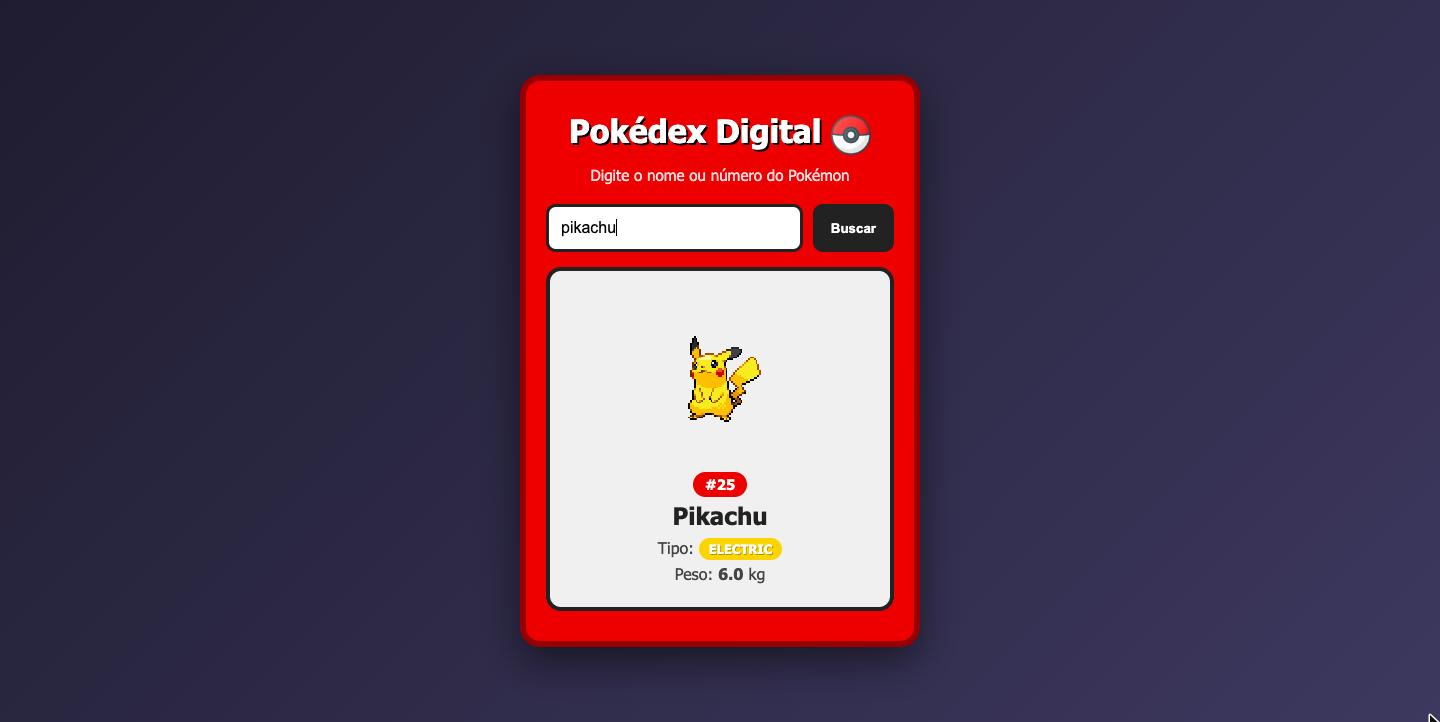 Pokédex Digital
Digite o nome ou número do Pokémon
pikachu
Buscar
#25
Pikachu
Tipo: ELECTRIC
Peso: 6.0 kg